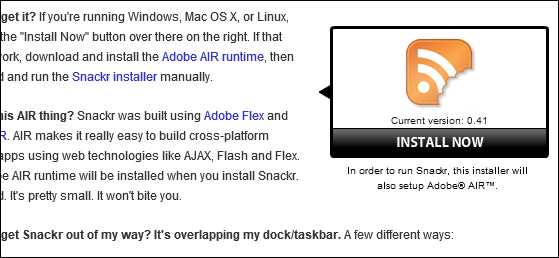 get it? If you're running Windows, Mac OS X, or Linux,
the "Install Now" button over there on the right. If that
work, download and install the Adobe AIR runtime, then
d and run the Snackr installer manually.
his AIR thing? Snackr was built using Adobe Flex and
R. AIR makes it really easy to build cross-platform
apps using web technologies like AJAX, Flash and Flex.
e AIR runtime will be installed when you install Snackr.
d. It's pretty small. It won't bite you.
get Snackr out of my way? It's overlapping my dock/taskbar. A few different ways:
Current version: 0.41
INSTALL NOW
In order to run Snackr, this installer will
also setup Adobe® AIR™.